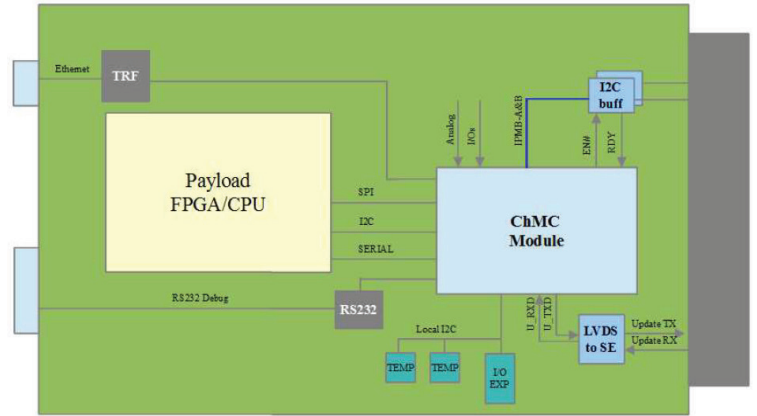 Ethernet
TRF
I2C
buff
Analog
I/Os
IPMB-A&B
EN#
RDY
Payload
FPGA/CPU
SPI
I2C
SERIAL
ChMC
Module
RS232 Debug
RS232
U_RXD
U_TXD
LVDS
to SE
Update TX
Update RX
Local I2C
TEMP
TEMP
I/O
EXP